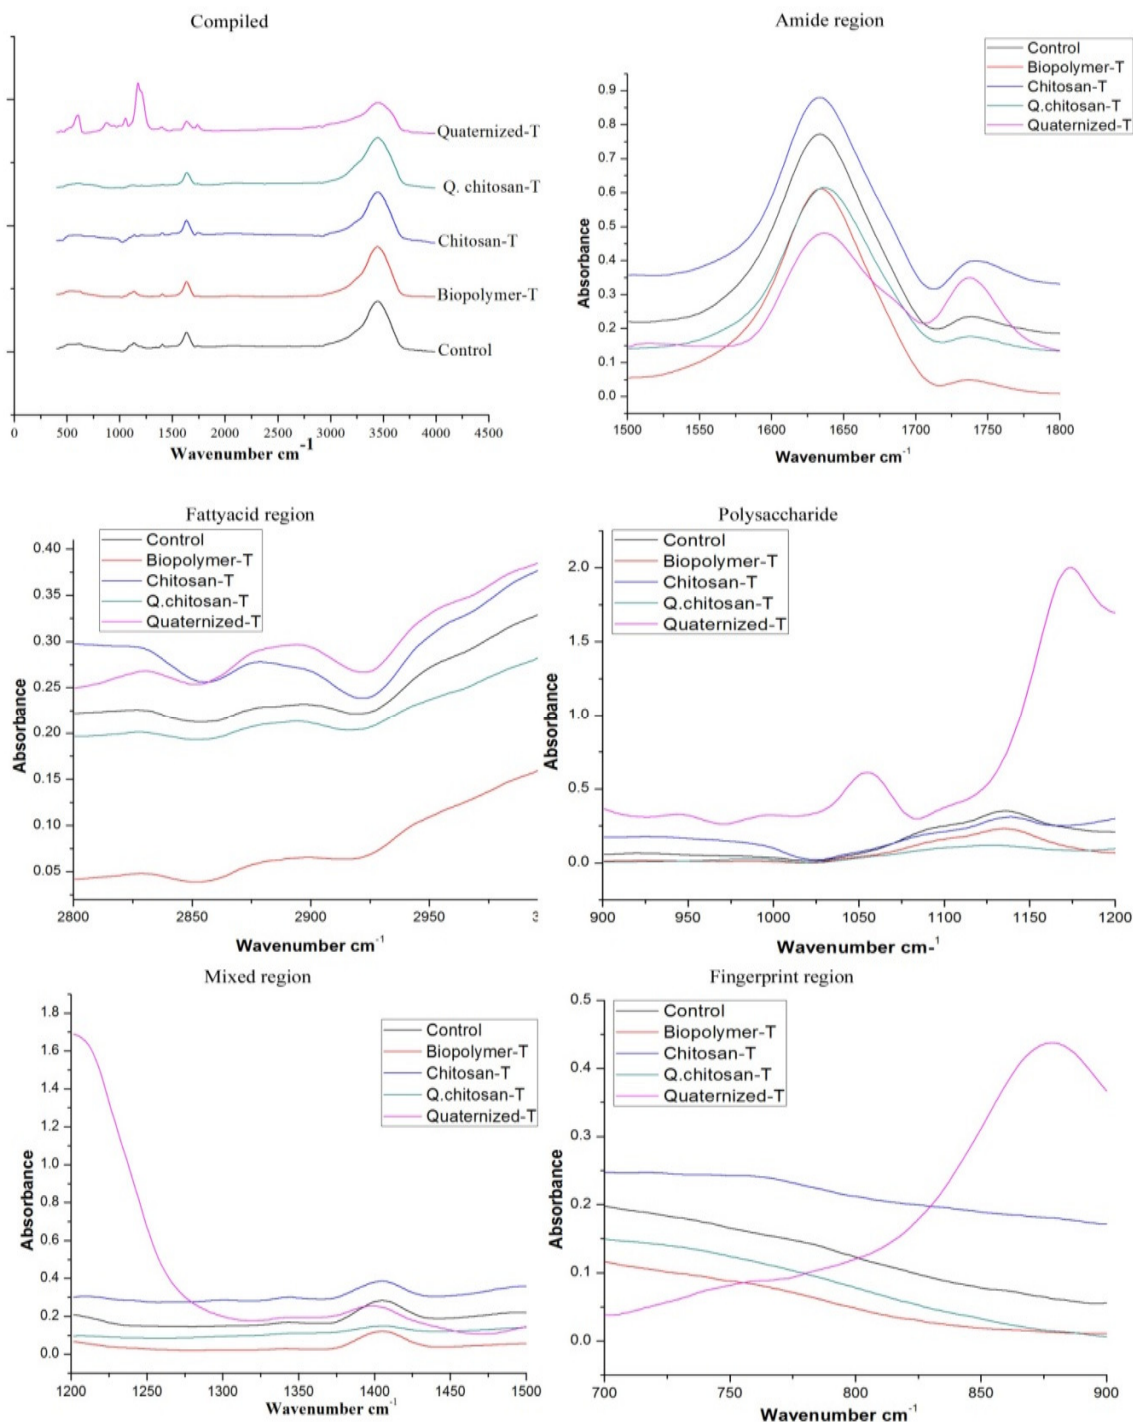 Compiled
Quaternized-T
Q. chitosan-T
Chitosan-T
Biopolymer-T
Control
0 500 1000 1500 2000 2500 3000 3500 4000 4500
Wavenumber cm-1
Amide region
Control
Biopolymer-T
Chitosan-T
Q.chitosan-T
Quaternized-T
0.9
0.8
0.7
0.6
0.5
0.4
0.3
0.2
0.1
0.0
Absorbance
1500 1550 1600 1650 1700 1750 1800
Wavenumber cm-1
Fattyacid region
Control
Biopolymer-T
Chitosan-T
Q.chitosan-T
Quaternized-T
0.40
0.35
0.30
0.25
0.20
0.15
0.10
0.05
Absorbance
2800 2850 2900 2950 3
Wavenumber cm-1
Polysaccharide
Control
Biopolymer-T
Chitosan-T
Q.chitosan-T
Quaternized-T
2.0
1.5
1.0
0.5
0.0
Absorbance
900 950 1000 1050 1100 1150 1200
Wavenumber cm-1
Mixed region
Control
Biopolymer-T
Chitosan-T
Q.chitosan-T
Quaternized-T
1.8
1.6
1.4
1.2
1.0
0.8
0.6
0.4
0.2
0.0
Absorbance
1200 1250 1300 1350 1400 1450 1500
Wavenumber cm-1
Fingerprint region
Control
Biopolymer-T
Chitosan-T
Q.chitosan-T
Quaternized-T
0.5
0.4
0.3
0.2
0.1
0.0
Absorbance
700 750 800 850 900
Wavenumber cm-1